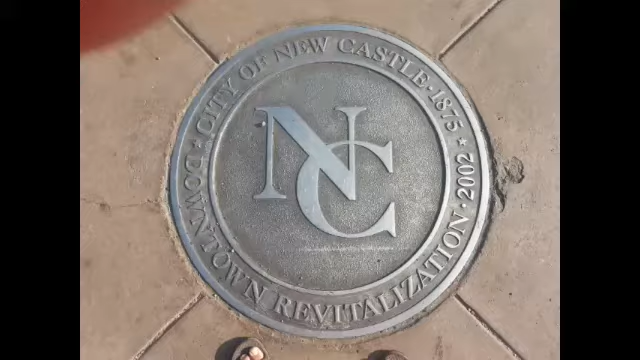 CITY OF NEW CASTLE · 1875
DOWNTOWN REVITALIZATION · 2002
NC